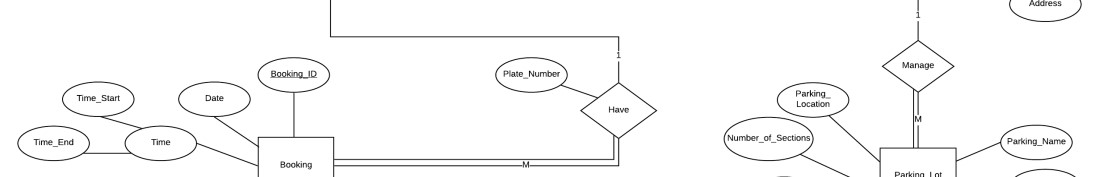 Address
1
Manage
1
Plate_Number
Booking_ID
Time_Start
Date
Parking_
Location
Have
M
Number_of_Sections
Time_End
Time
Parking_Name
Booking
M
Parking_Lot